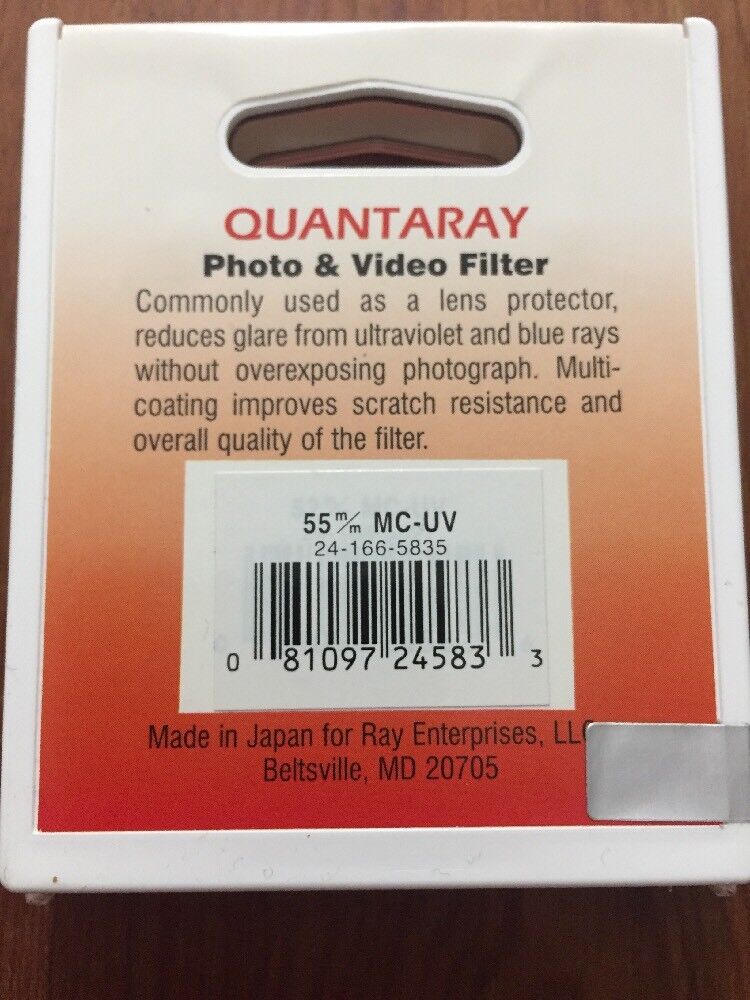 QUANTARAY
Photo & Video Filter
Commonly used as a lens protector,
reduces glare from ultraviolet and blue rays
without overexposing photograph. Multi-
coating improves scratch resistance and
overall quality of the filter.
55 m/m MC-UV
24-166-5835
0 81097 24583 3
Made in Japan for Ray Enterprises,
Beltsville, MD 20705